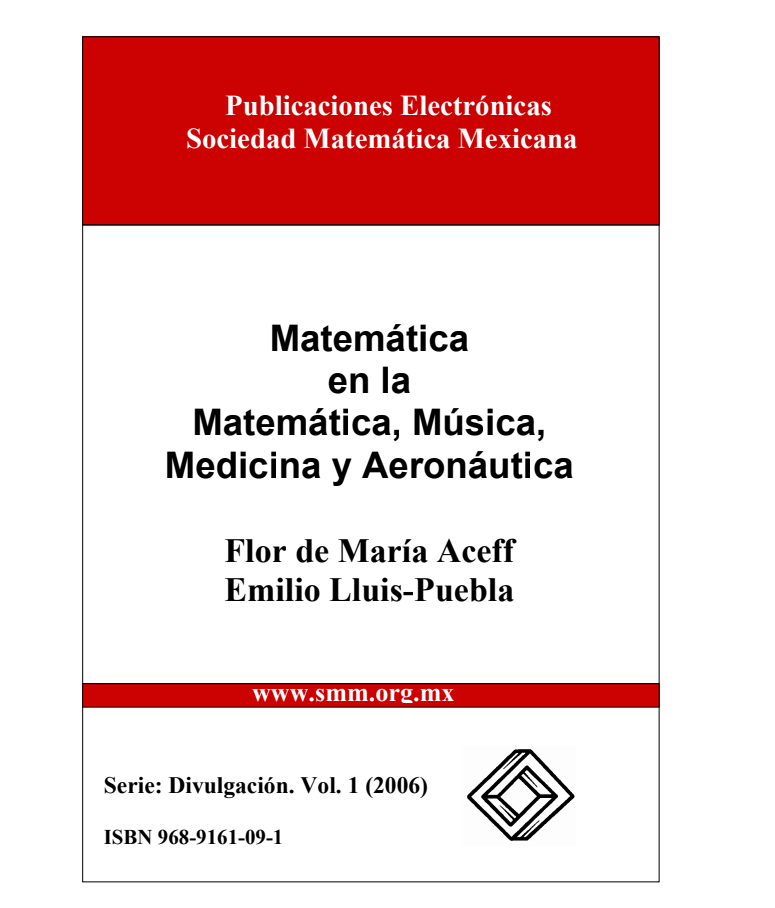 Publicaciones Electrónicas
Sociedad Matemática Mexicana
Matemática
en la
Matemática, Música,
Medicina y Aeronáutica
Flor de María Aceff
Emilio Lluis-Puebla
www.smm.org.mx
Serie: Divulgación. Vol. 1 (2006)
ISBN 968-9161-09-1